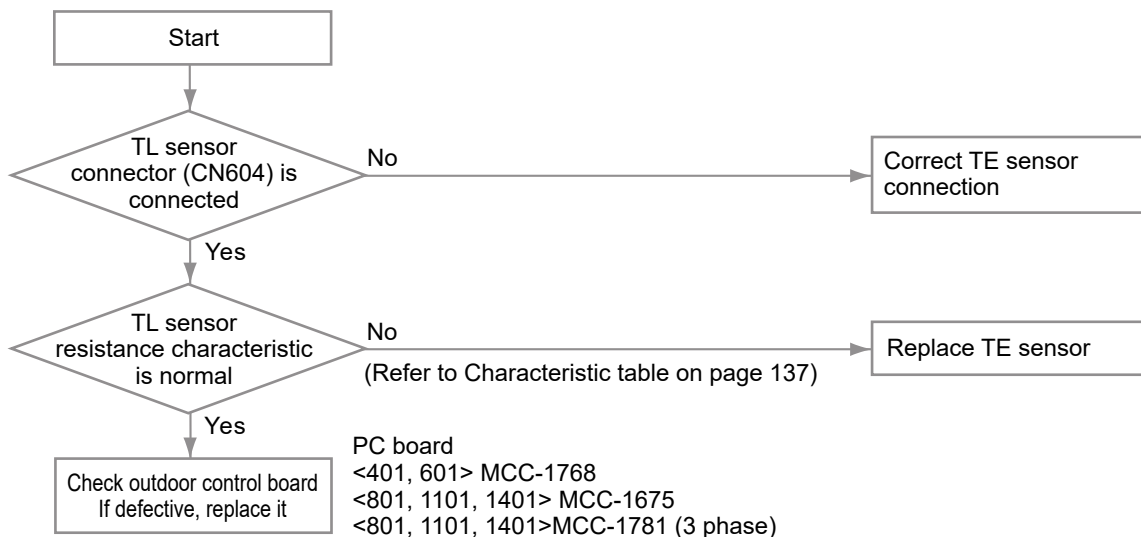 Start
TL sensor
connector (CN604) is
connected
No
Correct TE sensor
connection
Yes
TL sensor
resistance characteristic
is normal
No
(Refer to Characteristic table on page 137)
Replace TE sensor
Yes
Check outdoor control board
If defective, replace it
PC board
<401, 601> MCC-1768
<801, 1101, 1401> MCC-1675
<801, 1101, 1401>MCC-1781 (3 phase)